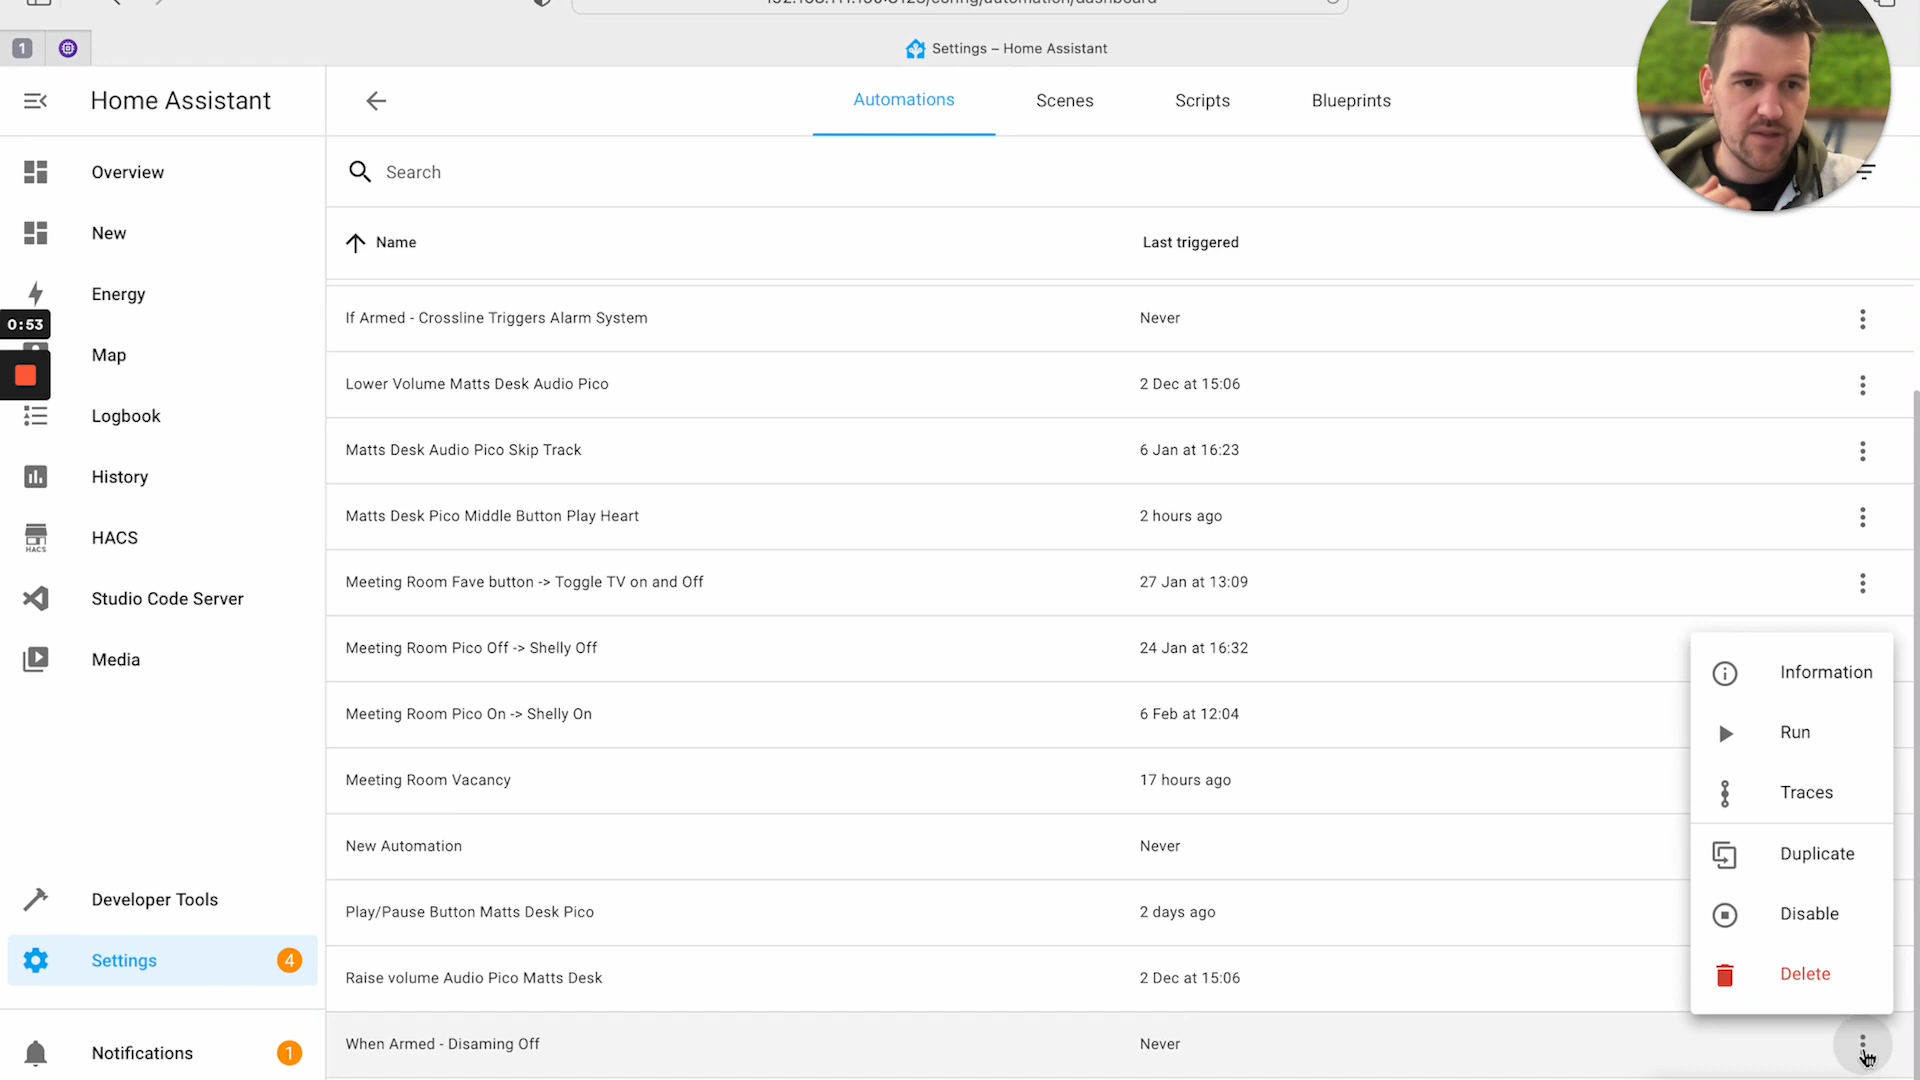 1
Settings – Home Assistant
Home Assistant
Automations
Scenes
Scripts
Blueprints
Overview
Search
New
Name
Last triggered
Energy
0:53
If Armed - Crossline Triggers Alarm System
Never
Map
Lower Volume Matts Desk Audio Pico
2 Dec at 15:06
Logbook
Matts Desk Audio Pico Skip Track
6 Jan at 16:23
History
Matts Desk Pico Middle Button Play Heart
2 hours ago
HACS
HACS
Meeting Room Fave button -> Toggle TV on and Off
27 Jan at 13:09
Studio Code Server
Meeting Room Pico Off -> Shelly Off
24 Jan at 16:32
Media
Information
Meeting Room Pico On -> Shelly On
6 Feb at 12:04
Run
Meeting Room Vacancy
17 hours ago
Traces
New Automation
Never
Duplicate
Developer Tools
Play/Pause Button Matts Desk Pico
2 days ago
Disable
Settings
4
Raise volume Audio Pico Matts Desk
2 Dec at 15:06
Delete
Notifications
1
When Armed - Disaming Off
Never